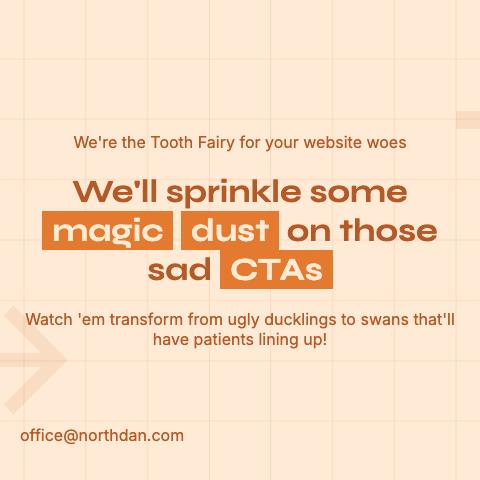 We're the Tooth Fairy for your website woes
We'll sprinkle some
magic dust on those
sad CTAs
Watch 'em transform from ugly ducklings to swans that'll
have patients lining up!
office@northdan.com